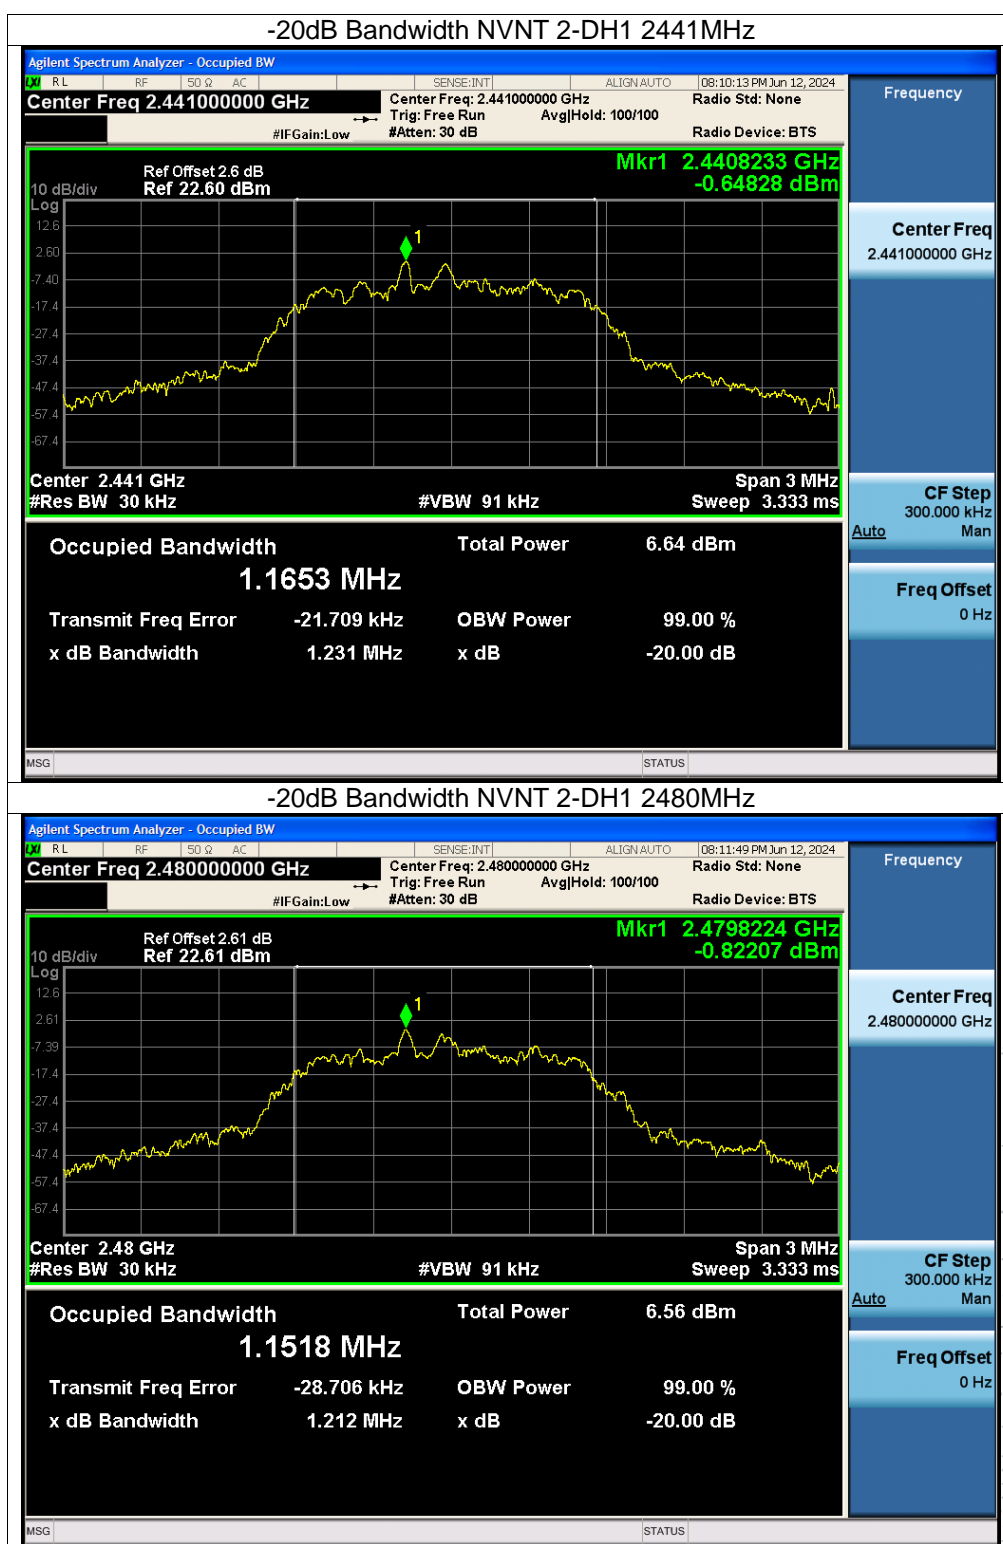 -20dB Bandwidth NVNT 2-DH1 2441MHz
Agilent Spectrum Analyzer - Occupied BW
LXI RL RF 50 Ω AC SENSE:INT ALIGN AUTO 08:10:13 PM Jun 12, 2024
Center Freq 2.441000000 GHz
Center Freq: 2.441000000 GHz
Radio Std: None
Trig: Free Run Avg|Hold: 100/100
#IFGain:Low #Atten: 30 dB Radio Device: BTS
Frequency
Mkr1 2.4408233 GHz
-0.64828 dBm
Ref Offset 2.6 dB
10 dB/div Ref 22.60 dBm
Log
12.6
2.60
-7.40
-17.4
-27.4
-37.4
-47.4
-57.4
-67.4
1
Center 2.441 GHz Span 3 MHz
#Res BW 30 kHz #VBW 91 kHz Sweep 3.333 ms
Center Freq
2.441000000 GHz
CF Step
300.000 kHz
Auto Man
Freq Offset
0 Hz
Occupied Bandwidth Total Power 6.64 dBm
1.1653 MHz
Transmit Freq Error -21.709 kHz OBW Power 99.00 %
x dB Bandwidth 1.231 MHz x dB -20.00 dB
MSG STATUS
-20dB Bandwidth NVNT 2-DH1 2480MHz
Agilent Spectrum Analyzer - Occupied BW
LXI RL RF 50 Ω AC SENSE:INT ALIGN AUTO 08:11:49 PM Jun 12, 2024
Center Freq 2.480000000 GHz
Center Freq: 2.480000000 GHz
Radio Std: None
Trig: Free Run Avg|Hold: 100/100
#IFGain:Low #Atten: 30 dB Radio Device: BTS
Frequency
Mkr1 2.4798224 GHz
-0.82207 dBm
Ref Offset 2.61 dB
10 dB/div Ref 22.61 dBm
Log
12.6
2.61
-7.39
-17.4
-27.4
-37.4
-47.4
-57.4
-67.4
1
Center 2.48 GHz Span 3 MHz
#Res BW 30 kHz #VBW 91 kHz Sweep 3.333 ms
Center Freq
2.480000000 GHz
CF Step
300.000 kHz
Auto Man
Freq Offset
0 Hz
Occupied Bandwidth Total Power 6.56 dBm
1.1518 MHz
Transmit Freq Error -28.706 kHz OBW Power 99.00 %
x dB Bandwidth 1.212 MHz x dB -20.00 dB
MSG STATUS